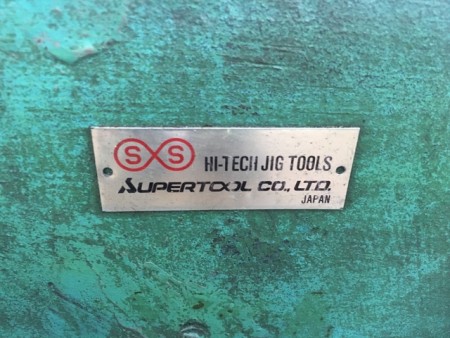 SS HI-TECH JIG TOOLS
SUPERTOOL CO., LTD.
JAPAN